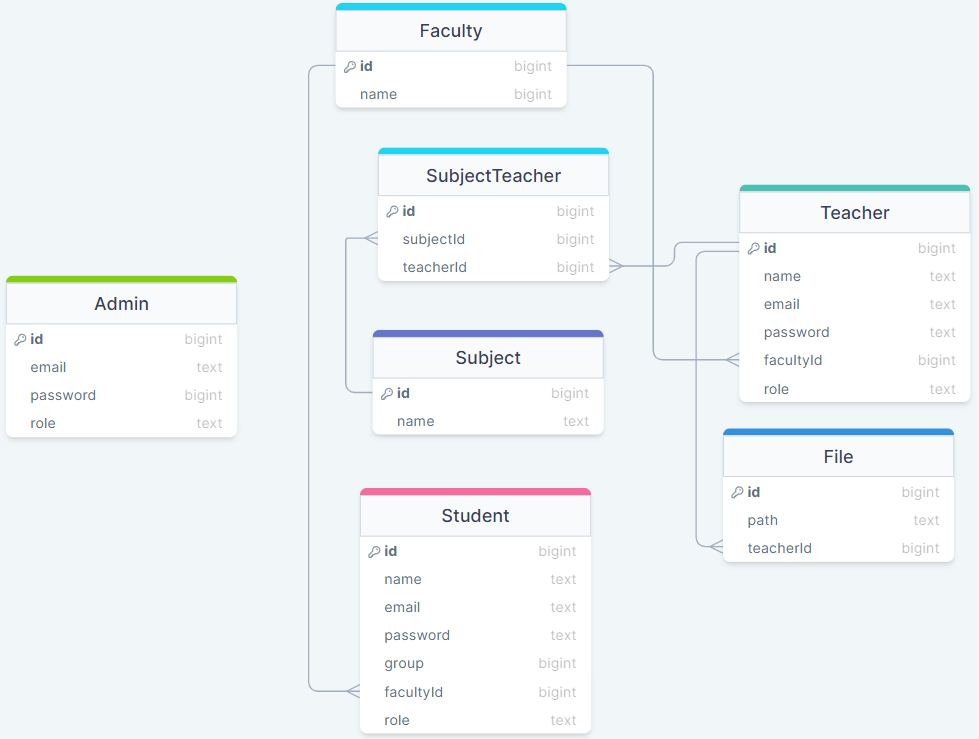 Faculty
id bigint
name bigint
SubjectTeacher
id bigint
subjectId bigint
teacherId bigint
Teacher
id bigint
name text
email text
password text
facultyId bigint
role text
Admin
id bigint
email text
password bigint
role text
Subject
id bigint
name text
File
id bigint
path text
teacherId bigint
Student
id bigint
name text
email text
password text
group bigint
facultyId bigint
role text